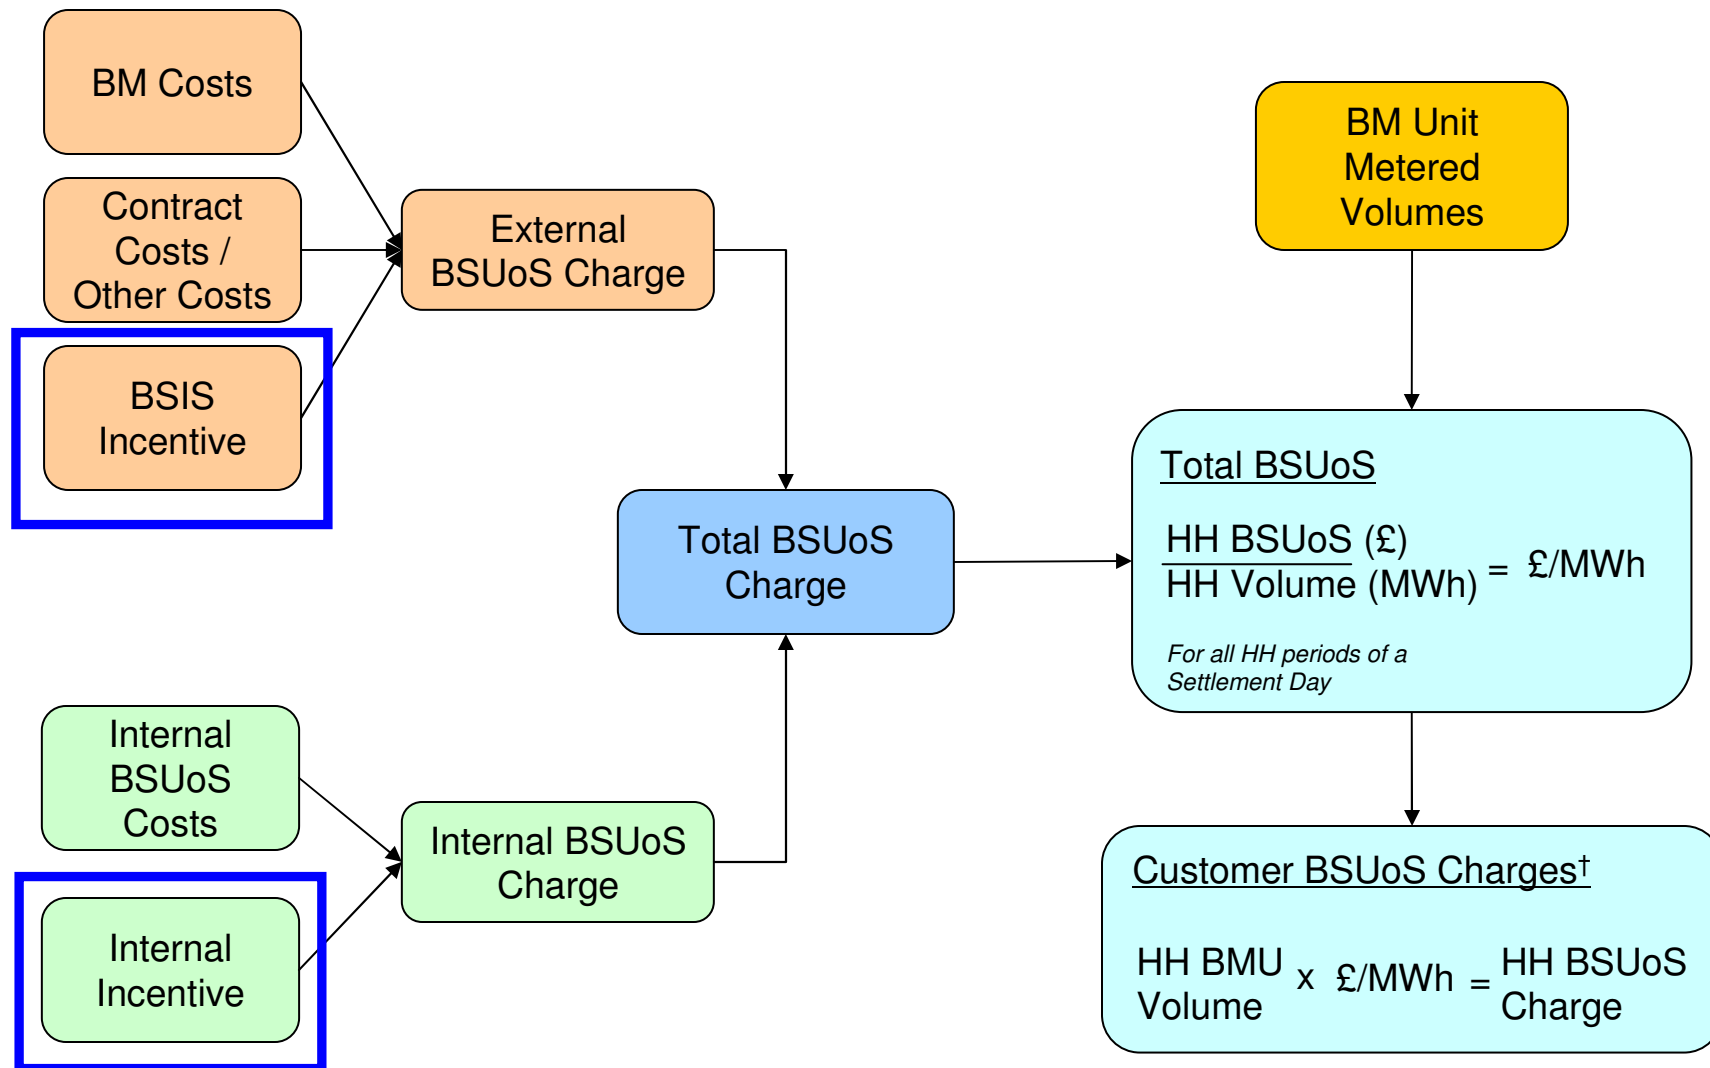 BM Costs
Contract
Costs /
Other Costs
BSIS
Incentive
External
BSUoS Charge
Internal
BSUoS
Costs
Internal
Incentive
Internal BSUoS
Charge
Total BSUoS
Charge
BM Unit
Metered
Volumes
Total BSUoS
HH BSUoS (£)
HH Volume (MWh)
= £/MWh
For all HH periods of a
Settlement Day
Customer BSUoS Charges†
HH BMU
Volume
x £/MWh =
HH BSUoS
Charge